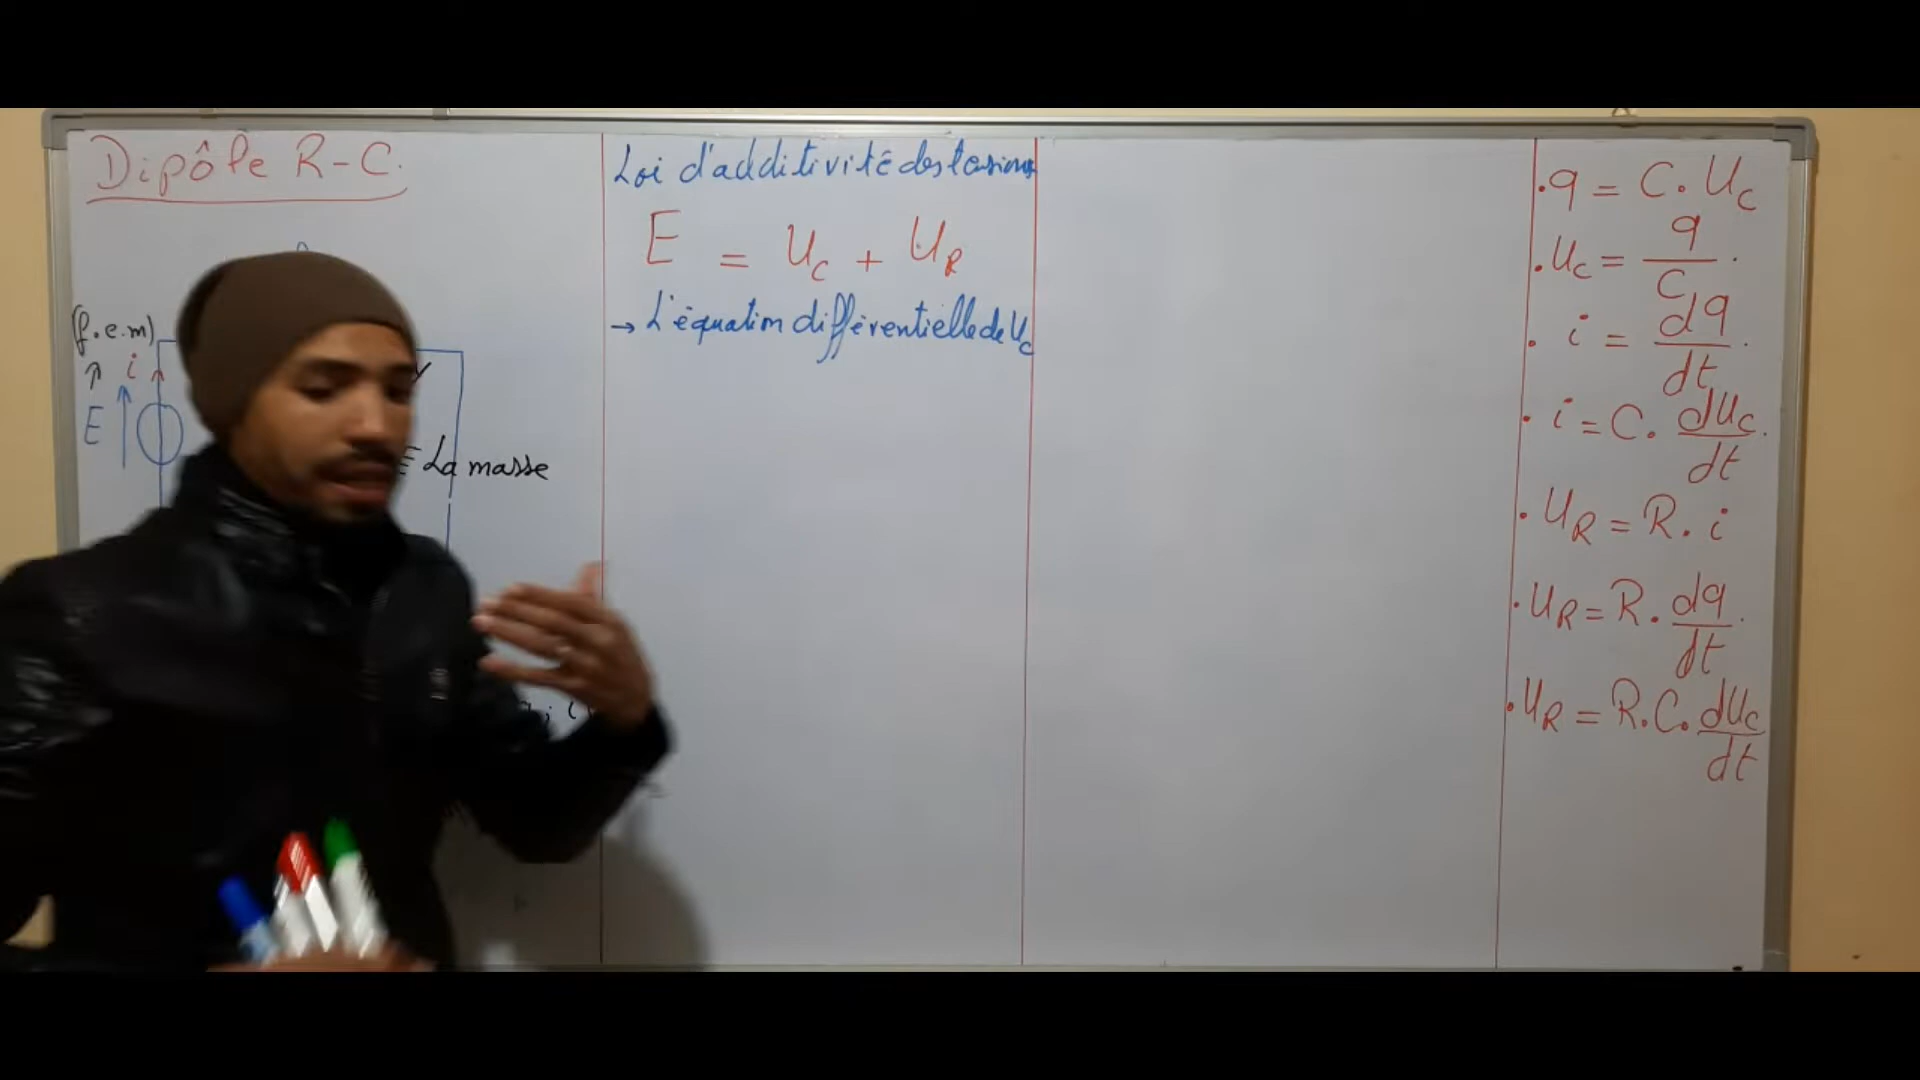 Dipôle R-C.
(f.e.m)
i
E
La masse
Loi d'additivité des tensions
E = Uc + UR
→ L'équation différentielle de Uc
. q = C. Uc
. Uc = q/C .
. i = dq/dt .
. i = C. dUc/dt .
. UR = R. i
. UR = R. dq/dt .
. UR = R.C. dUc/dt